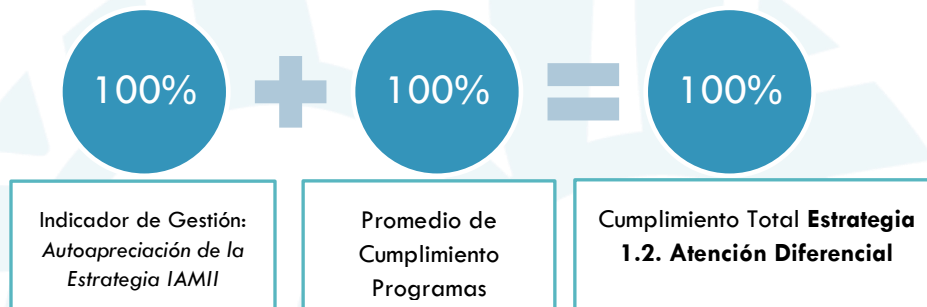 100%
100%
100%
Indicador de Gestión:
Autoapreciación de la
Estrategia IAMII
Promedio de
Cumplimiento
Programas
Cumplimiento Total Estrategia
1.2. Atención Diferencial